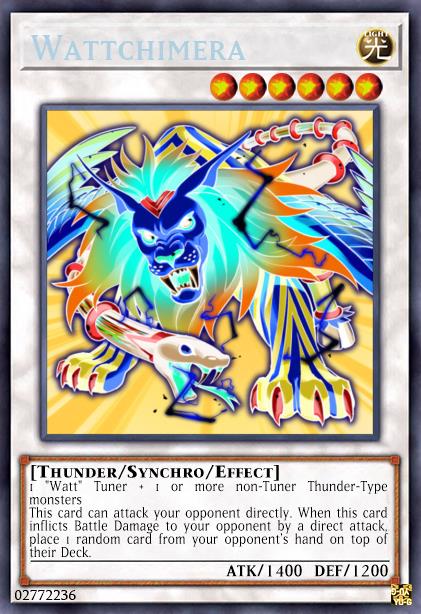 Wattchimera
LIGHT
光
[Thunder/Synchro/Effect]
1 "Watt" Tuner + 1 or more non-Tuner Thunder-Type
monsters
This card can attack your opponent directly. When this card
inflicts Battle Damage to your opponent by a direct attack,
place 1 random card from your opponent's hand on top of
their Deck.
ATK/1400 DEF/1200
02772236